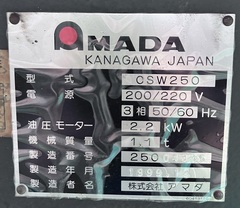 AMADA
KANAGAWA JAPAN
型式 CSW250
電源 200/220 V
3相 50/60 Hz
油圧モーター 2.2 kW
機械質量 1.1 t
製造番号 250
製造年月 199
製造者名 株式会社 アマダ